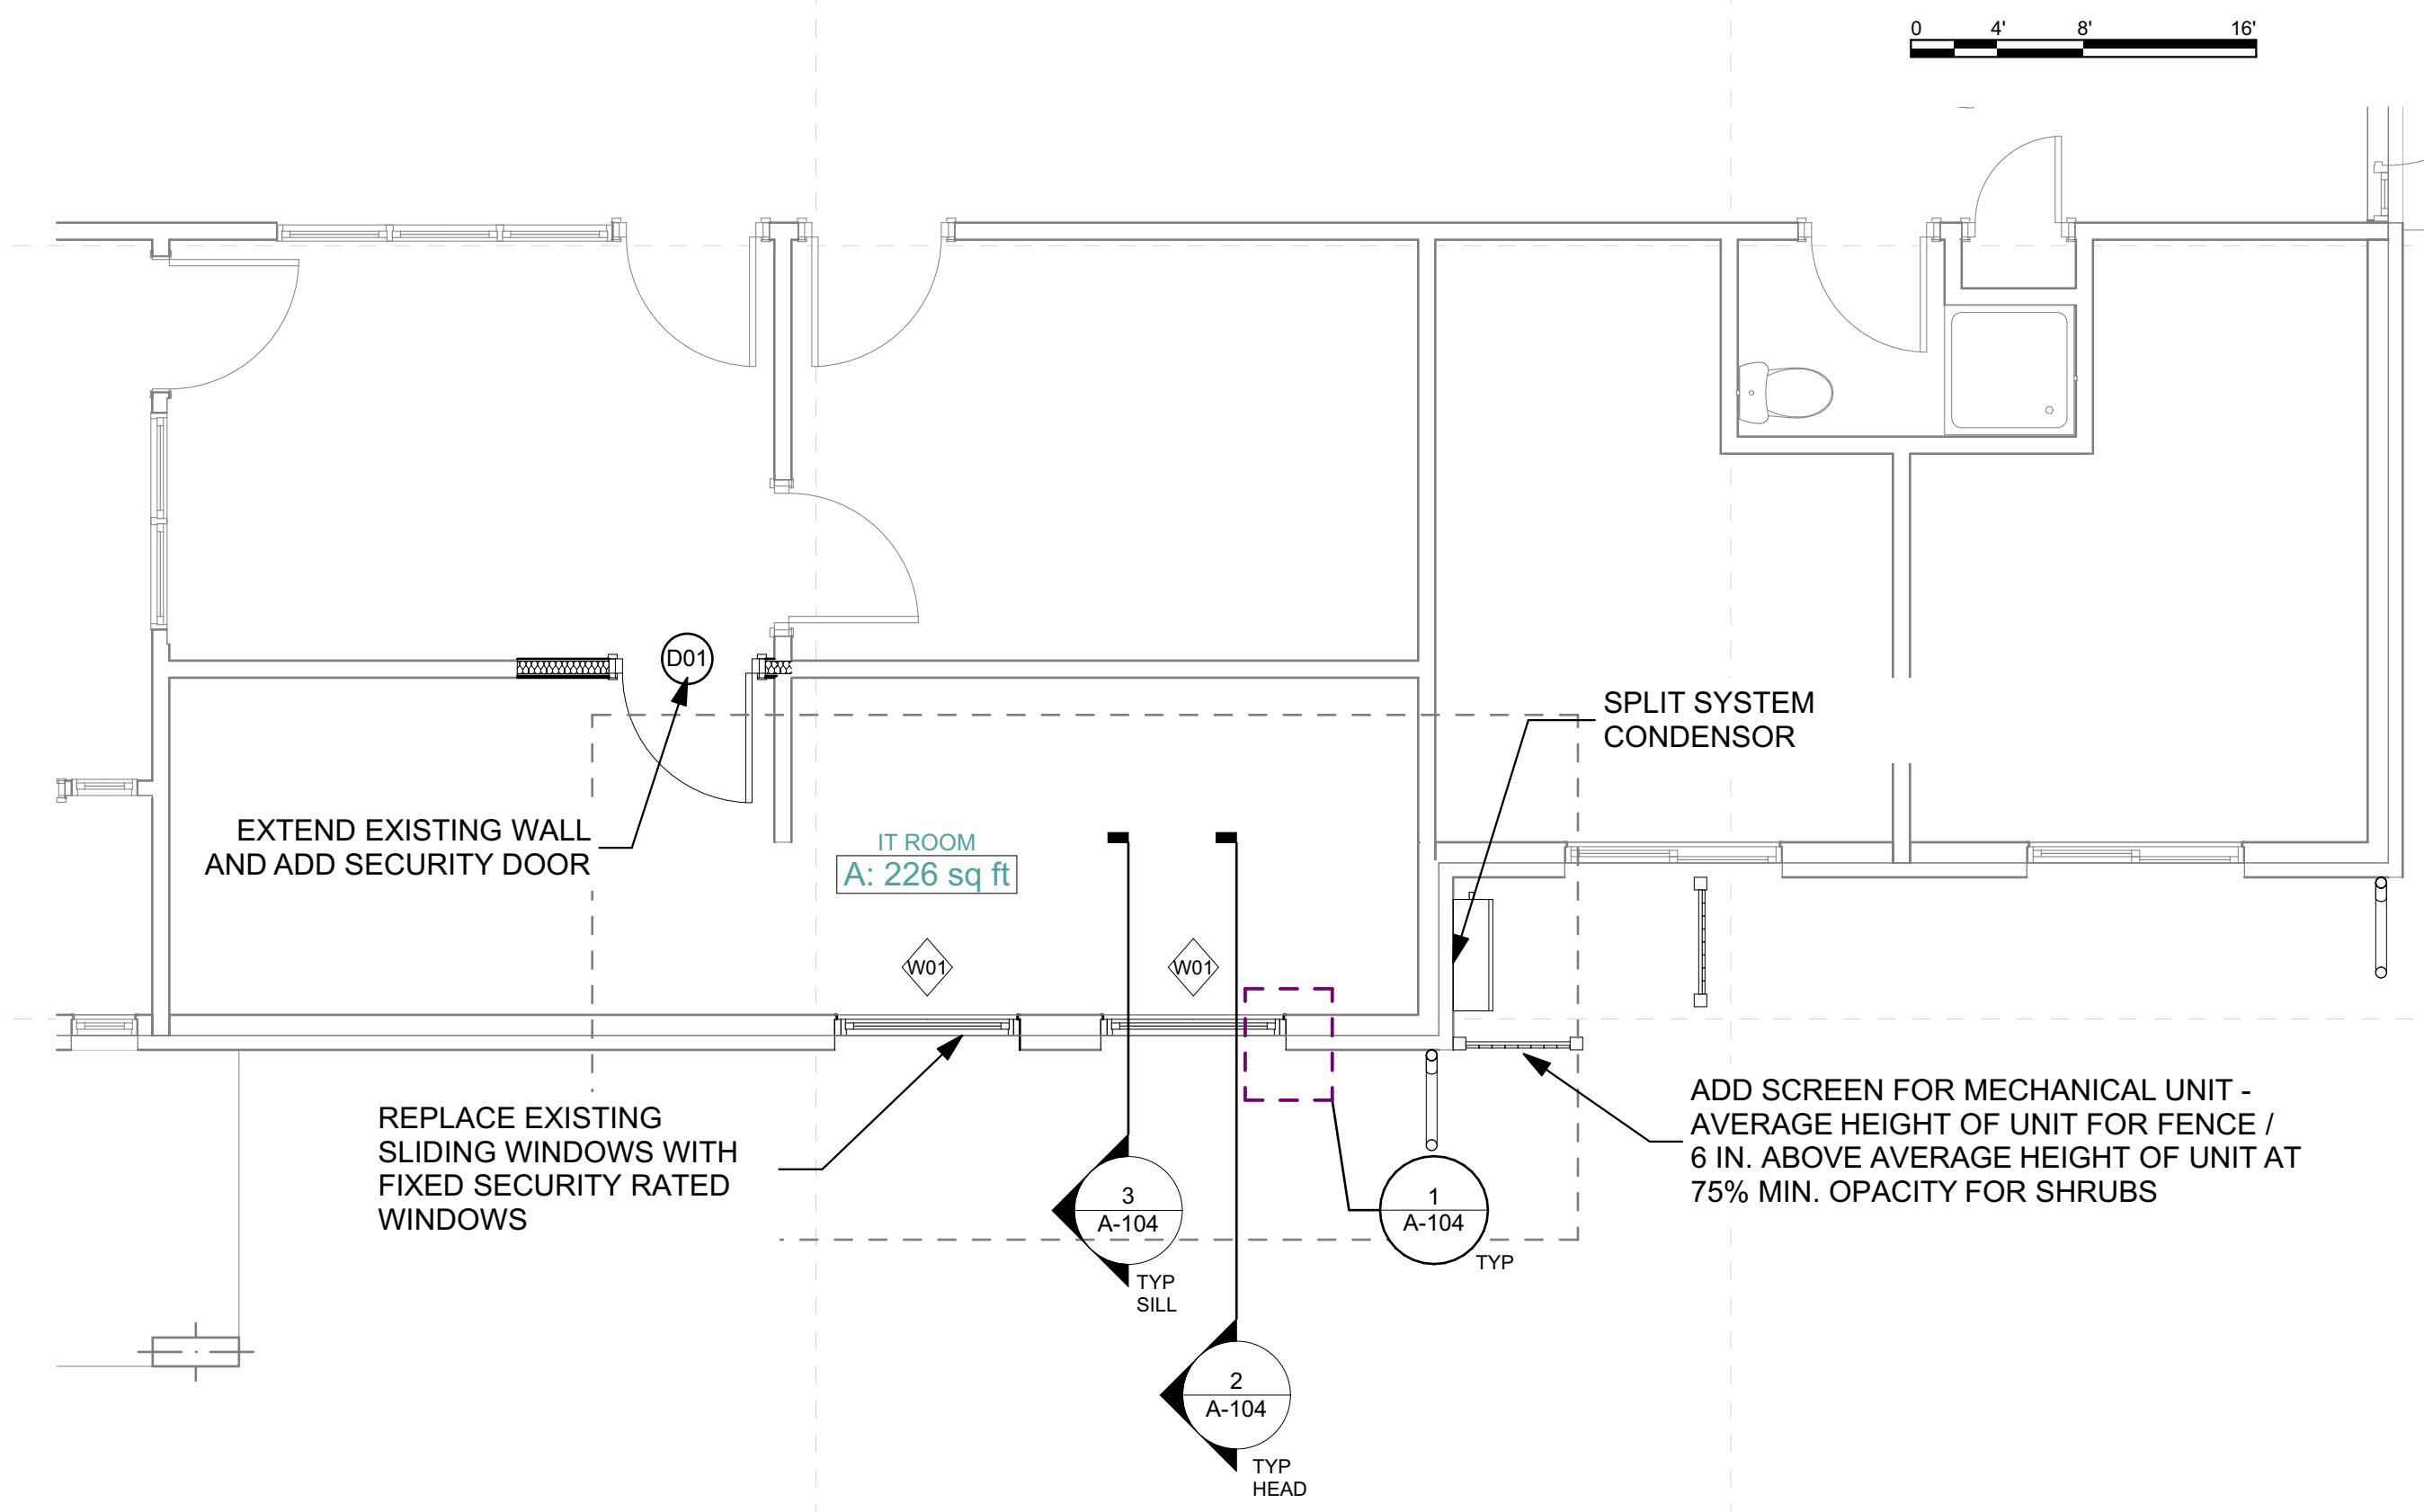 0 4' 8' 16'
D01
SPLIT SYSTEM
CONDENSOR
EXTEND EXISTING WALL
AND ADD SECURITY DOOR
IT ROOM
A: 226 sq ft
W01
W01
REPLACE EXISTING
SLIDING WINDOWS WITH
FIXED SECURITY RATED
WINDOWS
ADD SCREEN FOR MECHANICAL UNIT -
AVERAGE HEIGHT OF UNIT FOR FENCE /
6 IN. ABOVE AVERAGE HEIGHT OF UNIT AT
75% MIN. OPACITY FOR SHRUBS
3
A-104
TYP
SILL
1
A-104
TYP
2
A-104
TYP
HEAD